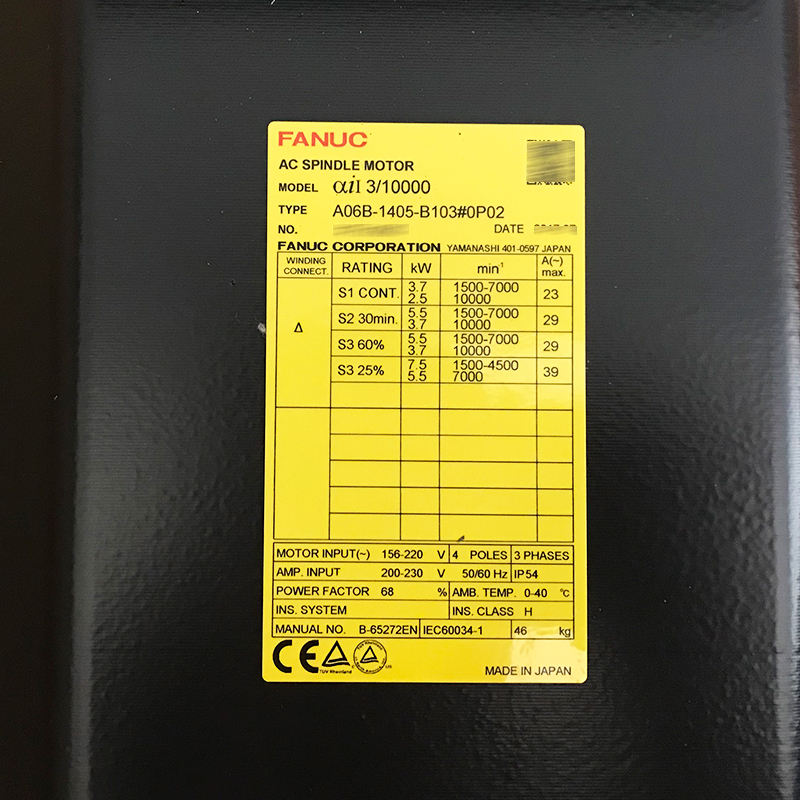 FANUC
AC SPINDLE MOTOR
MODEL αiI 3/10000
TYPE A06B-1405-B103#0P02
NO. DATE
FANUC CORPORATION YAMANASHI 401-0597 JAPAN
WINDING CONNECT. RATING kW min⁻¹ A(~) max.
Δ
S1 CONT. 3.7 1500-7000 23
2.5 10000
S2 30min. 5.5 1500-7000 29
3.7 10000
S3 60% 5.5 1500-7000 29
3.7 10000
S3 25% 7.5 1500-4500 39
5.5 7000
MOTOR INPUT(~) 156-220 V 4 POLES 3 PHASES
AMP. INPUT 200-230 V 50/60 Hz IP54
POWER FACTOR 68 % AMB. TEMP. 0-40 °C
INS. SYSTEM INS. CLASS H
MANUAL NO. B-65272EN IEC60034-1 46 kg
CE TUV Rheinland US
MADE IN JAPAN